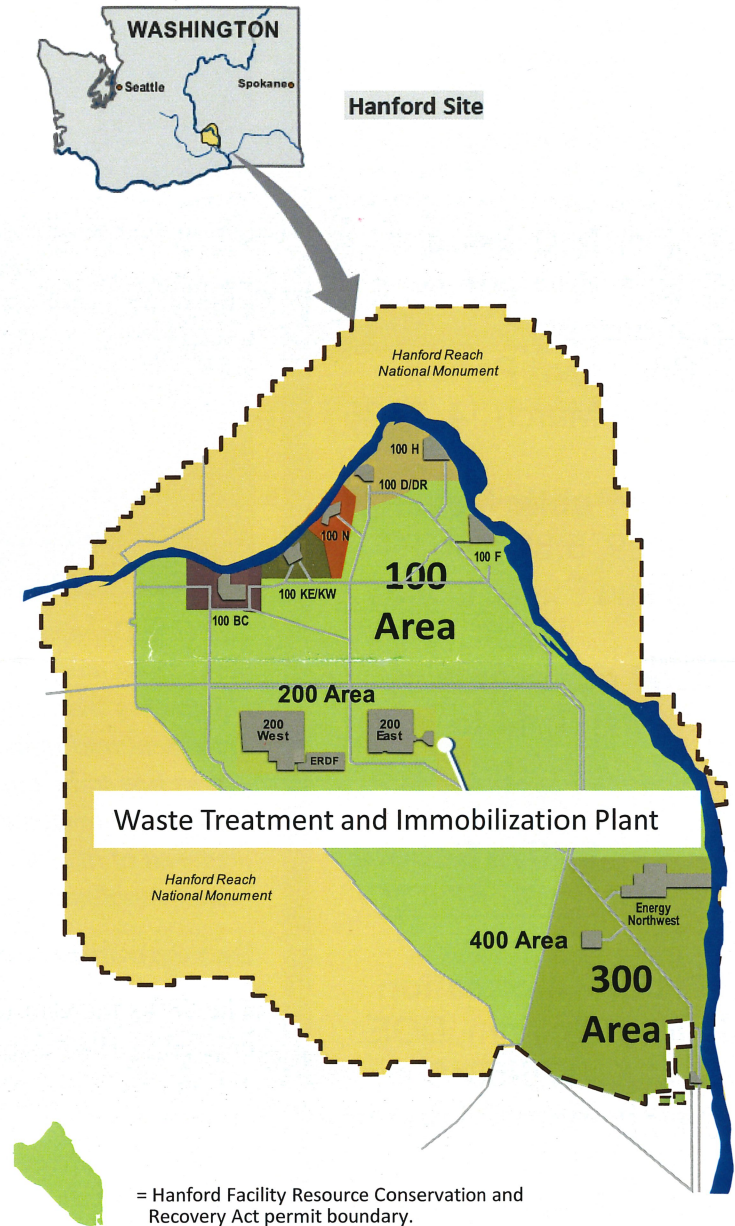 WASHINGTON
Seattle
Spokane
Hanford Site
Hanford Reach
National Monument
100 H
100 D/DR
100 N
100 F
100 KE/KW
100 BC
100
Area
200 Area
200
West
200
East
ERDF
Waste Treatment and Immobilization Plant
Hanford Reach
National Monument
Energy
Northwest
400 Area
300
Area
= Hanford Facility Resource Conservation and
Recovery Act permit boundary.